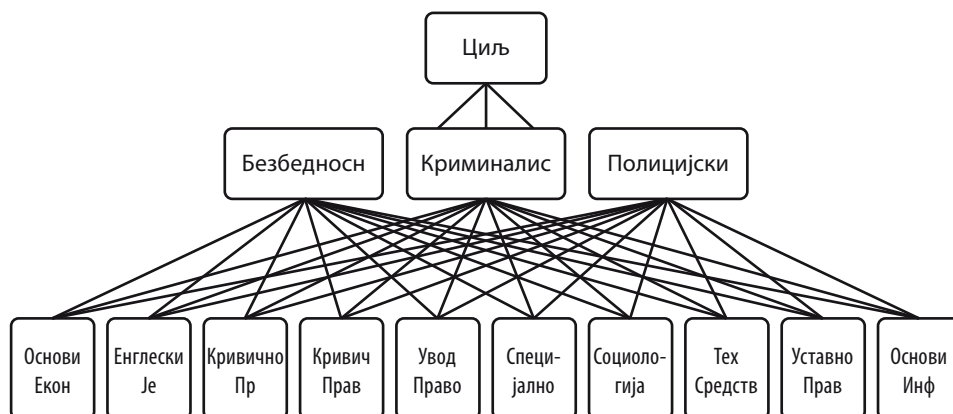 Циљ
Безбедносн
Криминалис
Полицијски
Основи
Екон
Енглески
Је
Кривично
Пр
Кривич
Прав
Увод
Право
Специ-
јално
Социоло-
гија
Тех
Средств
Уставно
Прав
Основи
Инф